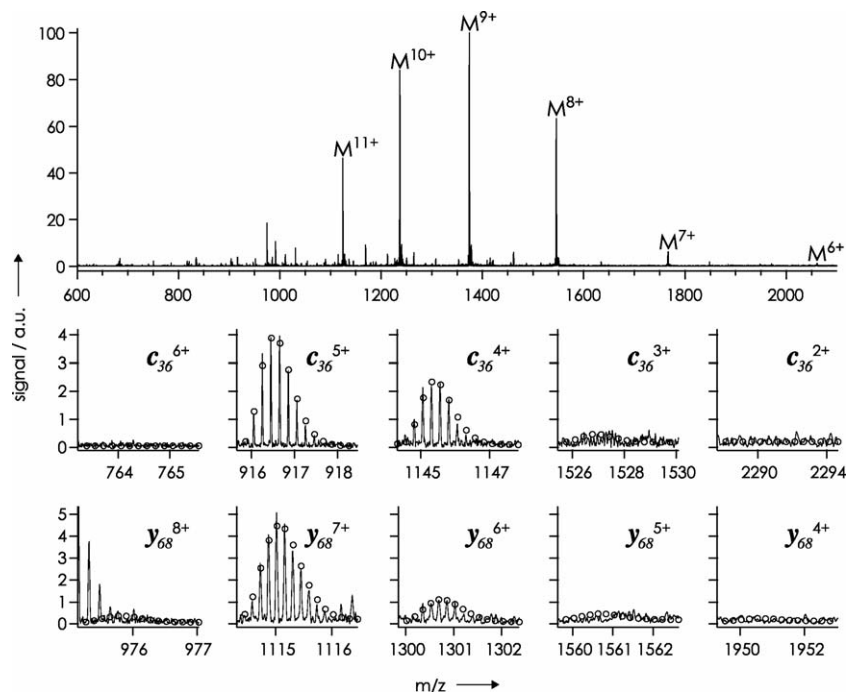 M9+
M10+
M8+
M11+
M7+
M6+
100
80
60
40
20
0
600 800 1000 1200 1400 1600 1800 2000
signal / a.u.
c36 6+ c36 5+ c36 4+ c36 3+ c36 2+
4
3
2
1
0
764 765 916 917 918 1145 1147 1526 1528 1530 2290 2294
y68 8+ y68 7+ y68 6+ y68 5+ y68 4+
5
4
3
2
1
0
976 977 1115 1116 1300 1301 1302 1560 1561 1562 1950 1952
m/z